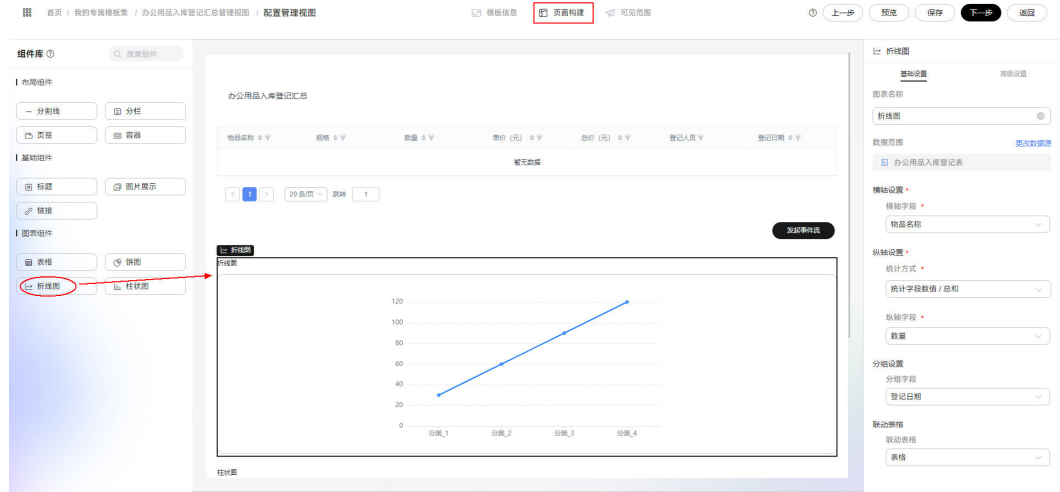 首页 / 我的专属模板集 / 办公用品入库登记汇总管理视图 / 配置管理视图
模板信息 页面构建 可见范围
上一步 预览 保存 下一步 返回
组件库
搜索组件
布局组件
分割线 分栏
页签 容器
基础组件
标题 图片展示
链接
图表组件
表格 饼图
折线图 柱状图
办公用品入库登记汇总
物品名称 规格 数量 单价（元） 总价（元） 登记人员 登记日期
暂无数据
< 1 > 20 条/页 跳转 1
发起事件流
折线图
折线图
120
100
80
60
40
20
0
分类_1 分类_2 分类_3 分类_4
柱状图
折线图
基础设置 高级设置
图表名称
折线图
数据范围 更改数据源
办公用品入库登记表
横轴设置 *
横轴字段 *
物品名称
纵轴设置 *
统计方式 *
统计字段数值 / 总和
纵轴字段 *
数量
分组设置
分组字段
登记日期
联动表格
联动表格
表格